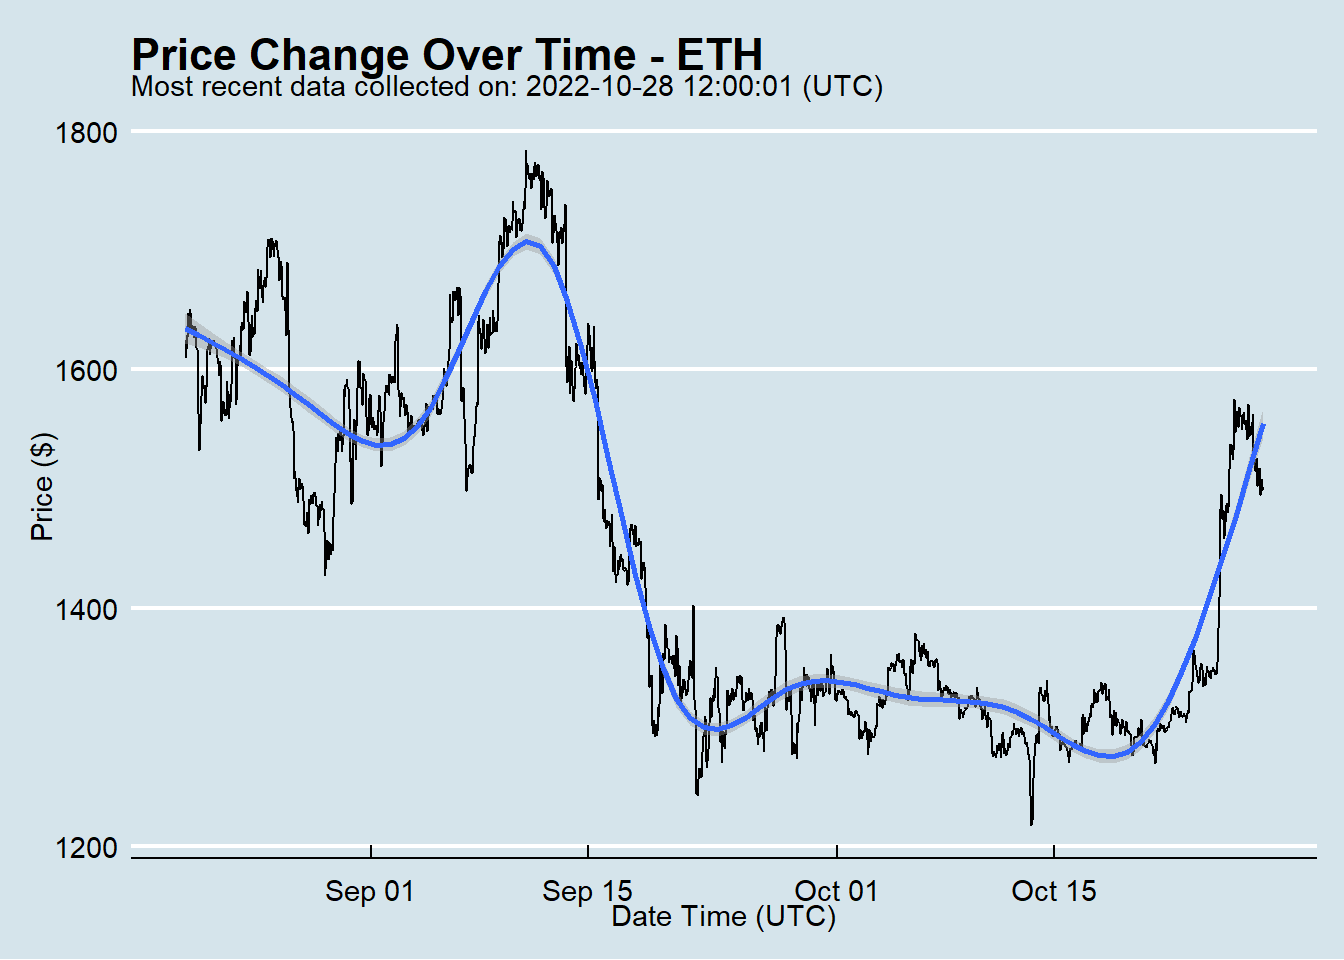 Price Change Over Time - ETH
Most recent data collected on: 2022-10-28 12:00:01 (UTC)
1800
1600
1400
1200
Price ($)
Sep 01 Sep 15 Oct 01 Oct 15
Date Time (UTC)